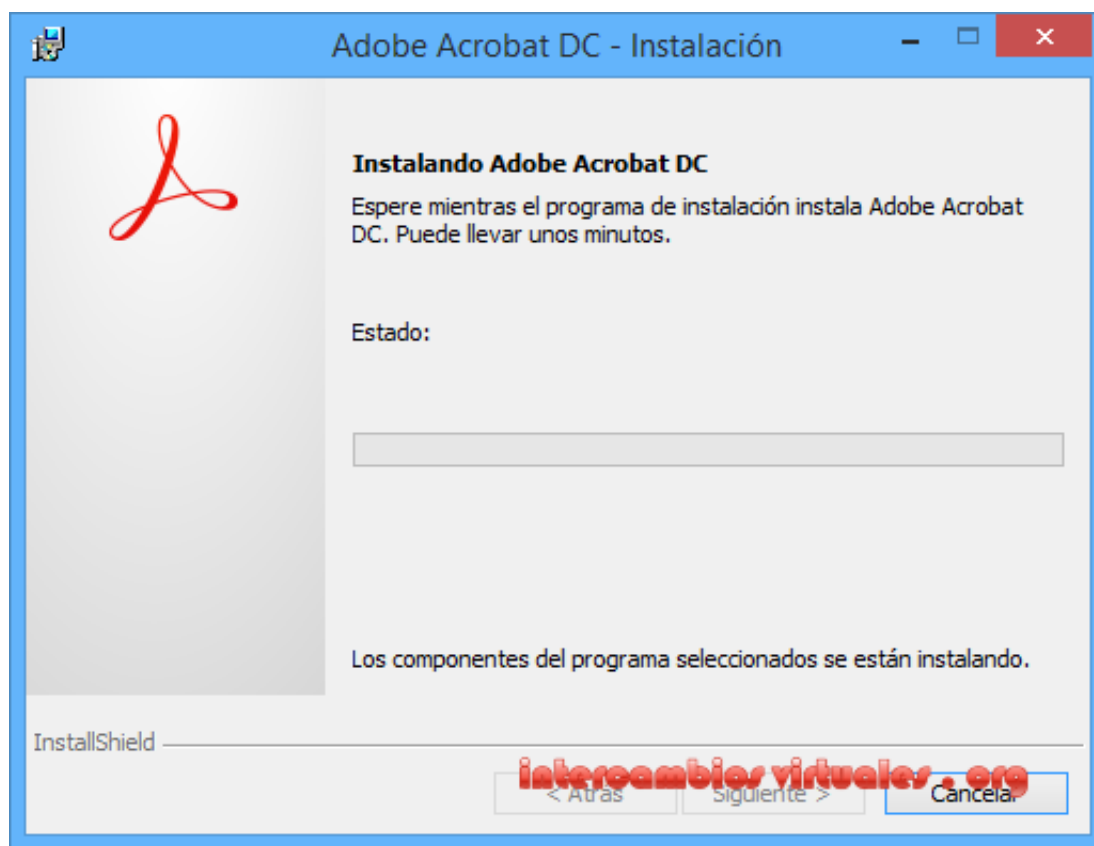 Adobe Acrobat DC - Instalación
Instalando Adobe Acrobat DC
Espere mientras el programa de instalación instala Adobe Acrobat
DC. Puede llevar unos minutos.
Estado:
Los componentes del programa seleccionados se están instalando.
InstallShield
intercambios virtuales . org
< Atrás Siguiente > Cancelar